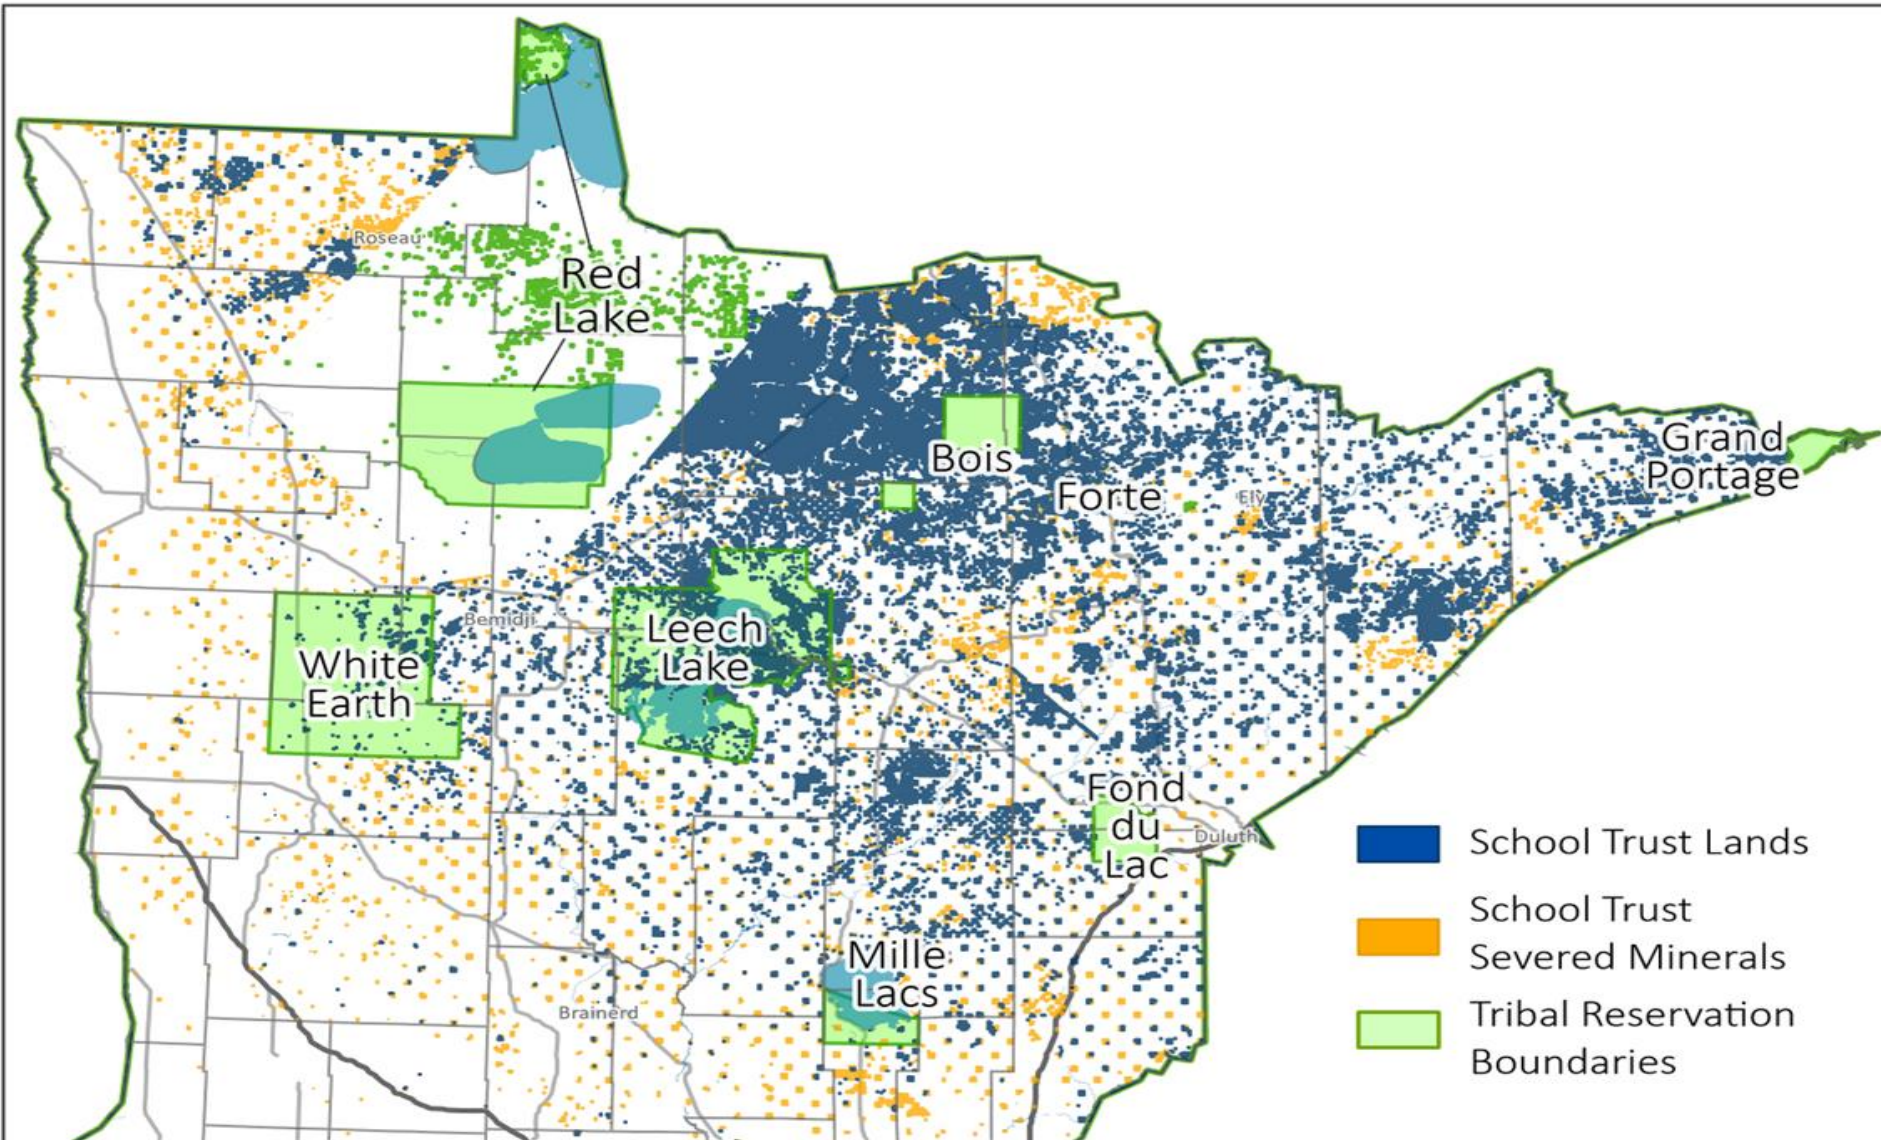 Roseau
Red
Lake
Bois
Forte
Ely
Grand
Portage
Bemidji
Leech
Lake
White
Earth
Fond
du
Lac
Duluth
Mille
Lacs
Brainerd
School Trust Lands
School Trust
Severed Minerals
Tribal Reservation
Boundaries